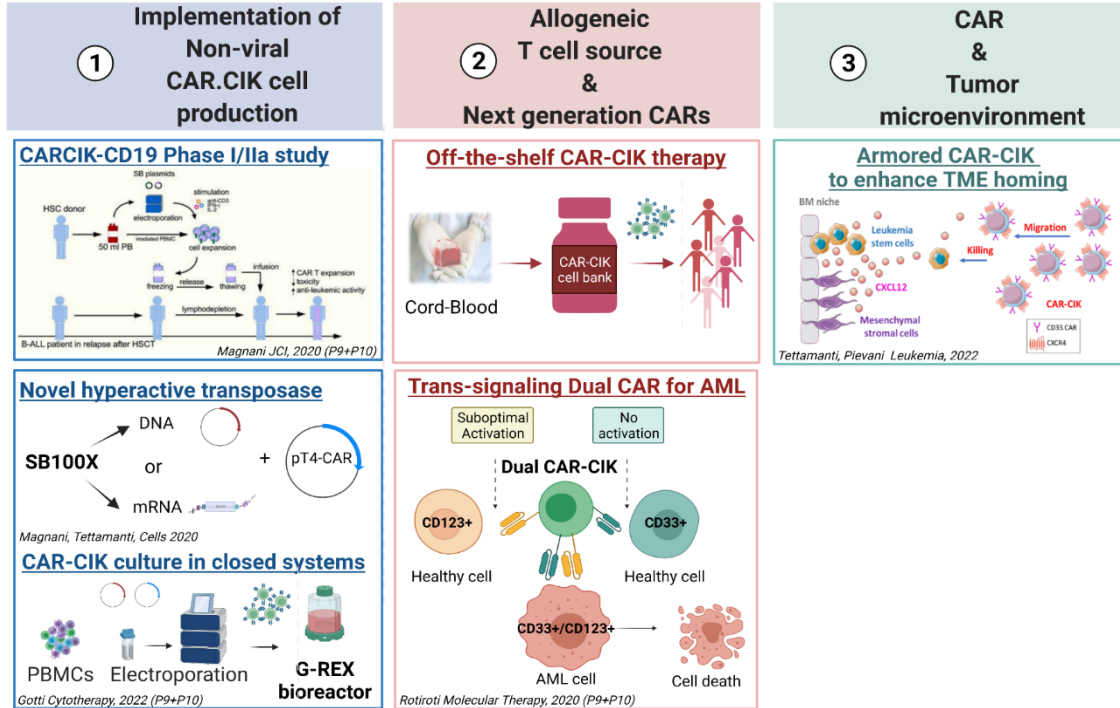 1
Implementation of
Non-viral
CAR.CIK cell
production
CARCIK-CD19 Phase I/IIa study
SB plasmids
stimulation
anti-CD3
IFN-γ
IL-2
HSC donor
electroporation
50 ml PB
irradiated PBMC
cell expansion
infusion
freezing
release
thawing
↑ CAR T expansion
↓ toxicity
↑ anti-leukemic activity
lymphodepletion
B-ALL patient in relapse after HSCT
Magnani JCI, 2020 (P9+P10)
Novel hyperactive transposase
DNA
SB100X
or
+
pT4-CAR
mRNA
Magnani, Tettamanti, Cells 2020
CAR-CIK culture in closed systems
PBMCs
Electroporation
G-REX
bioreactor
Gotti Cytotherapy, 2022 (P9+P10)
2
Allogeneic
T cell source
&
Next generation CARs
Off-the-shelf CAR-CIK therapy
CAR-CIK
cell bank
Cord-Blood
Trans-signaling Dual CAR for AML
Suboptimal
Activation
No
activation
Dual CAR-CIK
CD123+
CD33+
Healthy cell
Healthy cell
CD33+/CD123+
AML cell
Cell death
Rotiroti Molecular Therapy, 2020 (P9+P10)
3
CAR
&
Tumor
microenvironment
Armored CAR-CIK
to enhance TME homing
BM niche
Leukemia
stem cells
Migration
Killing
CXCL12
CAR-CIK
Mesenchymal
stromal cells
CD33.CAR
CXCR4
Tettamanti, Pievani Leukemia, 2022